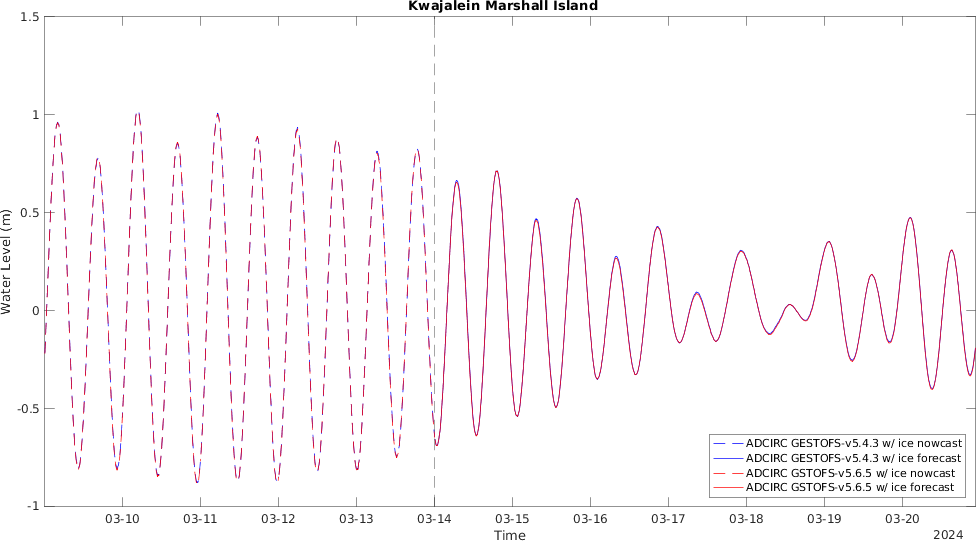 Kwajalein Marshall Island
1.5
1
0.5
0
-0.5
-1
Water Level (m)
ADCIRC GESTOFS-v5.4.3 w/ ice nowcast
ADCIRC GESTOFS-v5.4.3 w/ ice forecast
ADCIRC GSTOFS-v5.6.5 w/ ice nowcast
ADCIRC GSTOFS-v5.6.5 w/ ice forecast
03-10 03-11 03-12 03-13 03-14 03-15 03-16 03-17 03-18 03-19 03-20
Time
2024